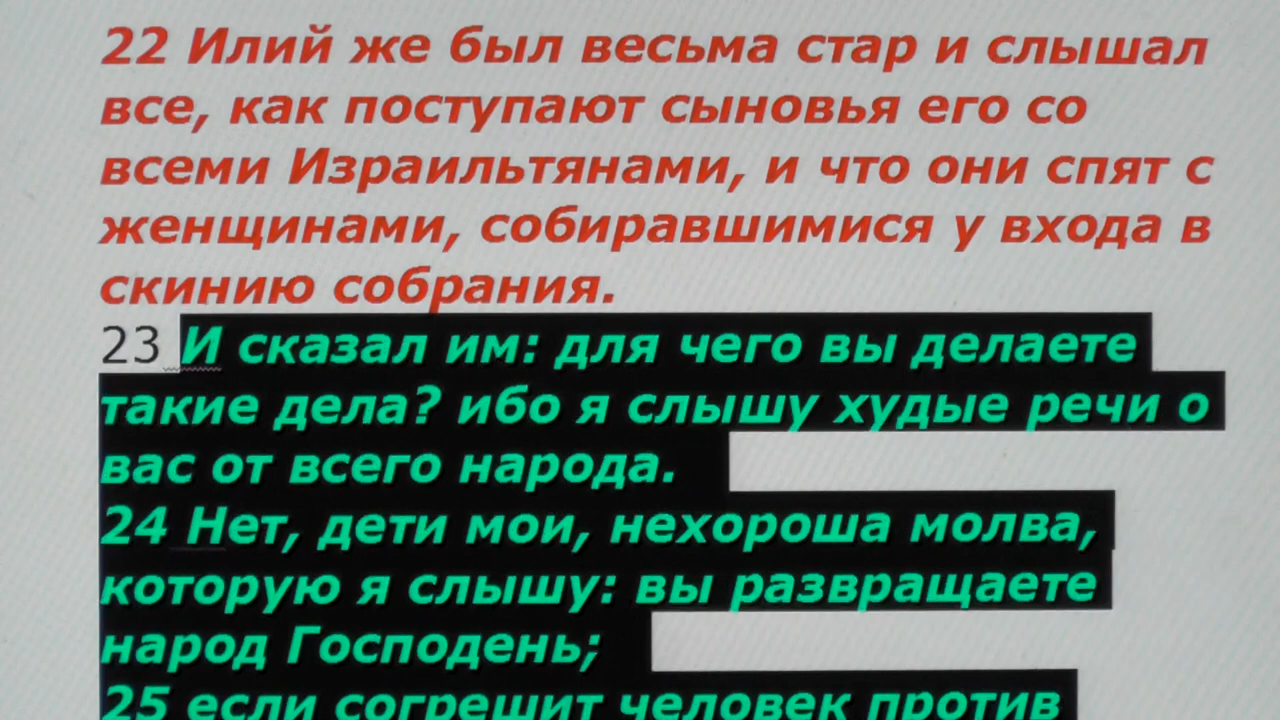 22 Илий же был весьма стар и слышал
все, как поступают сыновья его со
всеми Израильтянами, и что они спят с
женщинами, собиравшимися у входа в
скинию собрания.
23 И сказал им: для чего вы делаете
такие дела? ибо я слышу худые речи о
вас от всего народа.
24 Нет, дети мои, нехороша молва,
которую я слышу: вы развращаете
народ Господень;
25 если согрешит человек против